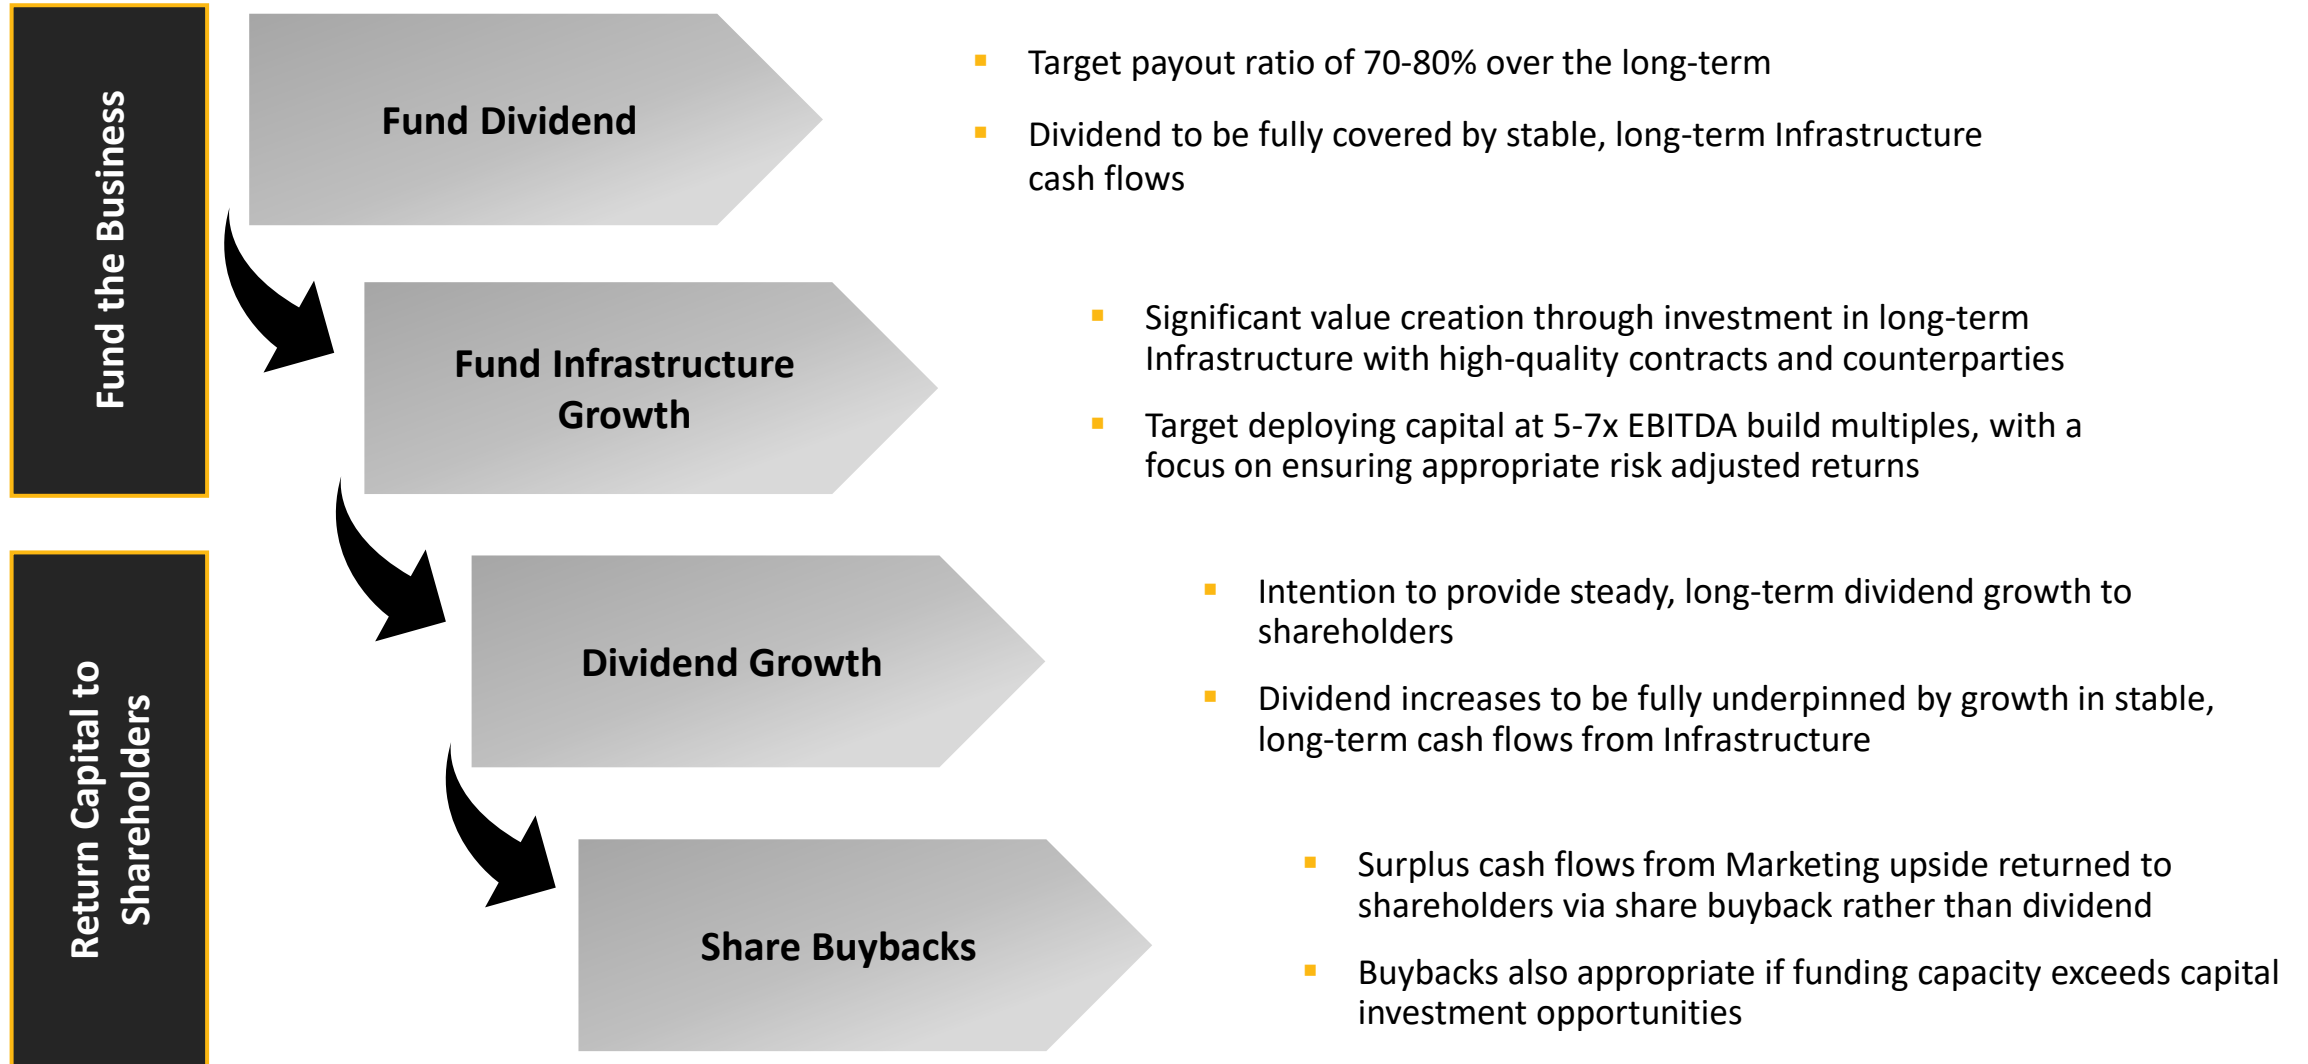 Fund the Business
Fund Dividend
▪ Target payout ratio of 70-80% over the long-term
▪ Dividend to be fully covered by stable, long-term Infrastructure
cash flows
Fund Infrastructure
Growth
▪ Significant value creation through investment in long-term
Infrastructure with high-quality contracts and counterparties
▪ Target deploying capital at 5-7x EBITDA build multiples, with a
focus on ensuring appropriate risk adjusted returns
Return Capital to
Shareholders
Dividend Growth
▪ Intention to provide steady, long-term dividend growth to
shareholders
▪ Dividend increases to be fully underpinned by growth in stable,
long-term cash flows from Infrastructure
Share Buybacks
▪ Surplus cash flows from Marketing upside returned to
shareholders via share buyback rather than dividend
▪ Buybacks also appropriate if funding capacity exceeds capital
investment opportunities